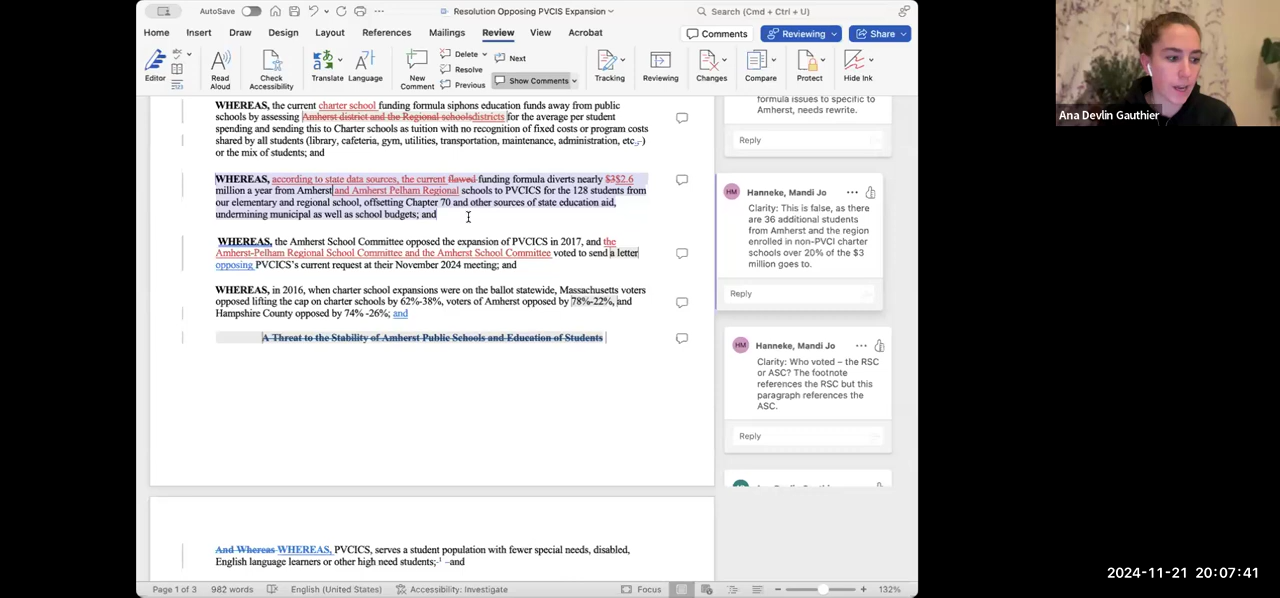 AutoSave
Resolution Opposing PVCIS Expansion
Search (Cmd + Ctrl + U)
Home
Insert
Draw
Design
Layout
References
Mailings
Review
View
Acrobat
Comments
Reviewing
Share
Editor
Read Aloud
Check Accessibility
Translate
Language
New Comment
Delete
Resolve
Previous
Next
Show Comments
Tracking
Reviewing
Changes
Compare
Protect
Hide Ink
WHEREAS, the current charter school funding formula siphons education funds away from public
schools by assessing Amherst district and the Regional schoolsdistricts for the average per student
spending and sending this to Charter schools as tuition with no recognition of fixed costs or program costs
shared by all students (library, cafeteria, gym, utilities, transportation, maintenance, administration, etc.,)
or the mix of students; and
WHEREAS, according to state data sources, the current flawed funding formula diverts nearly $3$2.6
million a year from Amherst and Amherst Pelham Regional schools to PVCICS for the 128 students from
our elementary and regional school, offsetting Chapter 70 and other sources of state education aid,
undermining municipal as well as school budgets; and
WHEREAS, the Amherst School Committee opposed the expansion of PVCICS in 2017, and the
Amherst-Pelham Regional School Committee and the Amherst School Committee voted to send a letter
opposing PVCICS's current request at their November 2024 meeting; and
WHEREAS, in 2016, when charter school expansions were on the ballot statewide, Massachusetts voters
opposed lifting the cap on charter schools by 62%-38%, voters of Amherst opposed by 78%-22%, and
Hampshire County opposed by 74% -26%; and
A Threat to the Stability of Amherst Public Schools and Education of Students
And Whereas WHEREAS, PVCICS, serves a student population with fewer special needs, disabled,
English language learners or other high need students;1 and
formula issues to specific to
Amherst, needs rewrite.
Reply
HM
Hanneke, Mandi Jo
Clarity: This is false, as there
are 36 additional students
from Amherst and the region
enrolled in non-PVCI charter
schools over 20% of the $3
million goes to.
Reply
HM
Hanneke, Mandi Jo
Clarity: Who voted – the RSC
or ASC? The footnote
references the RSC but this
paragraph references the
ASC.
Reply
Page 1 of 3
982 words
English (United States)
Accessibility: Investigate
Focus
132%
Ana Devlin Gauthier
2024-11-21 20:07:41